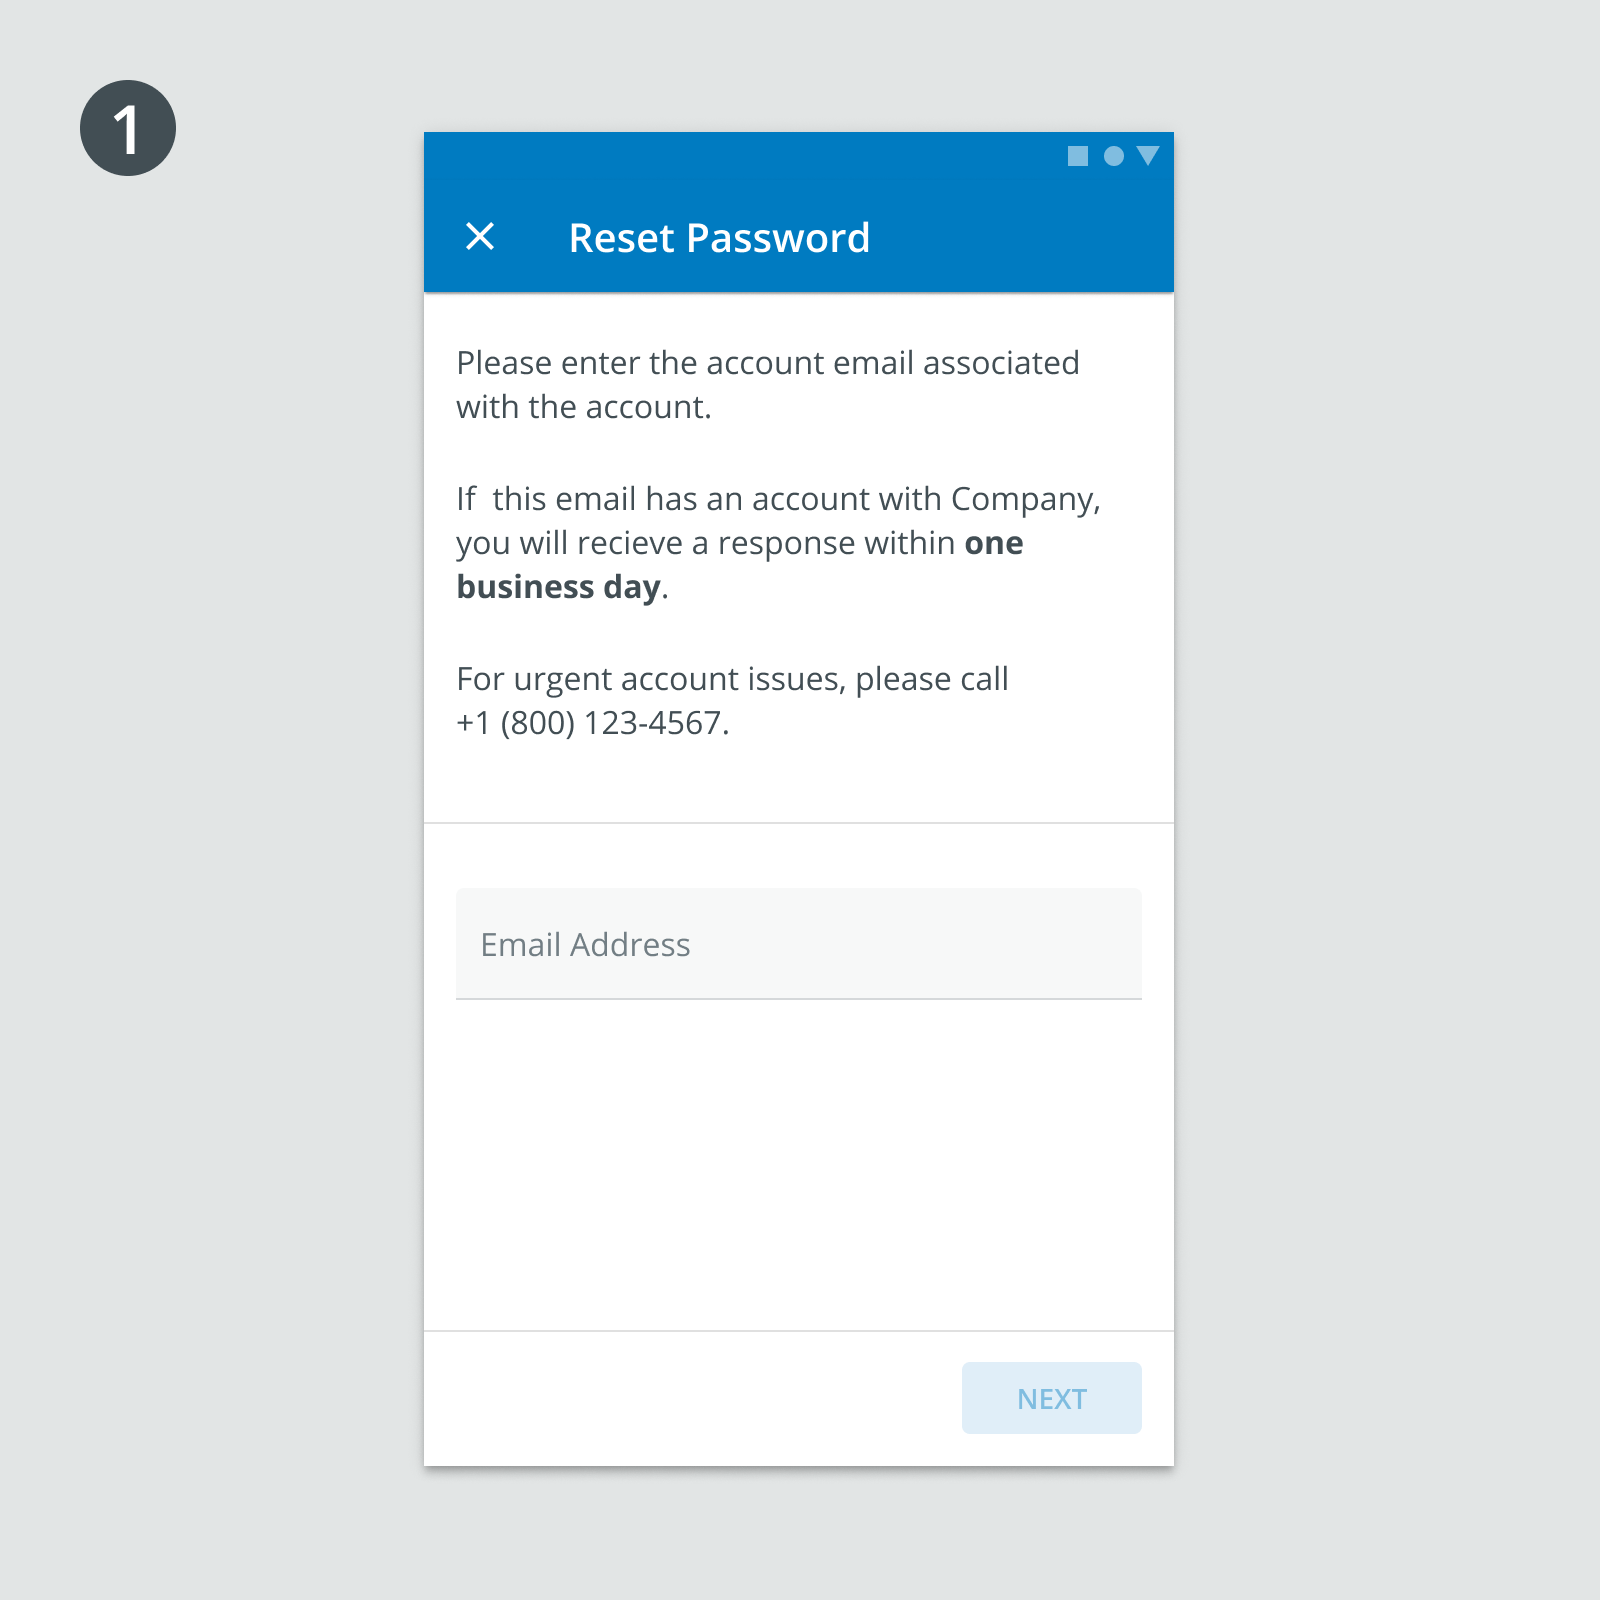 1
Reset Password
Please enter the account email associated
with the account.
If  this email has an account with Company,
you will recieve a response within one
business day.
For urgent account issues, please call
+1 (800) 123-4567.
Email Address
NEXT